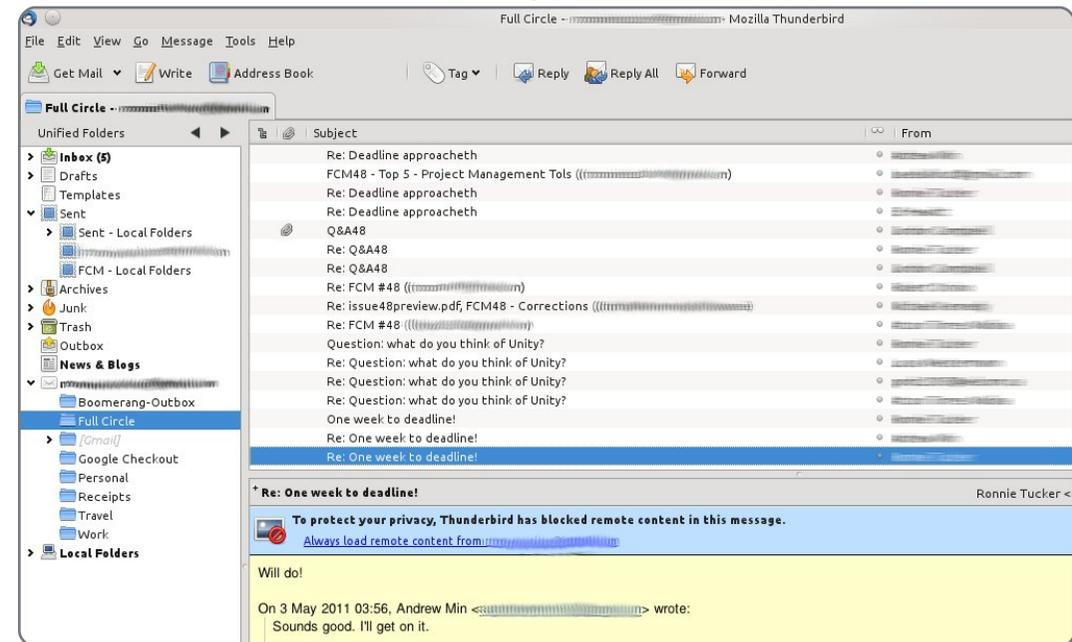 Full Circle - - Mozilla Thunderbird
File Edit View Go Message Tools Help
Get Mail Write Address Book Tag Reply Reply All Forward
Full Circle -
Unified Folders
Inbox (5)
Drafts
Templates
Sent
Sent - Local Folders
FCM - Local Folders
Archives
Junk
Trash
Outbox
News & Blogs
Boomerang-Outbox
Full Circle
[Gmail]
Google Checkout
Personal
Receipts
Travel
Work
Local Folders
Subject From
Re: Deadline approacheth
FCM48 - Top 5 - Project Management Tols (
Re: Deadline approacheth
Re: Deadline approacheth
Q&A48
Re: Q&A48
Re: Q&A48
Re: FCM #48 (
Re: issue48preview.pdf, FCM48 - Corrections (
Re: FCM #48 (
Question: what do you think of Unity?
Re: Question: what do you think of Unity?
Re: Question: what do you think of Unity?
Re: Question: what do you think of Unity?
One week to deadline!
Re: One week to deadline!
Re: One week to deadline!
Re: One week to deadline! Ronnie Tucker <
To protect your privacy, Thunderbird has blocked remote content in this message.
Always load remote content from
Will do!
On 3 May 2011 03:56, Andrew Min < > wrote:
Sounds good. I'll get on it.